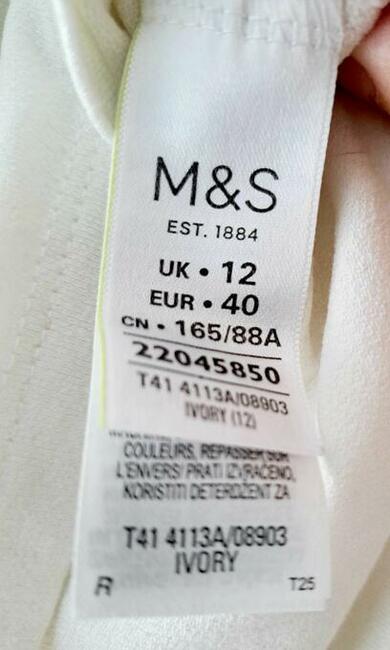 M&S
EST. 1884
UK • 12
EUR • 40
CN • 165/88A
22045850
T41 4113A/08903
IVORY (12)
COULEURS, REPASSER SUR
L'ENVERS/ PRATI IZVRAĆENO,
KORISTITI DETERDŽENT ZA
T41 4113A/08903
IVORY
R T25